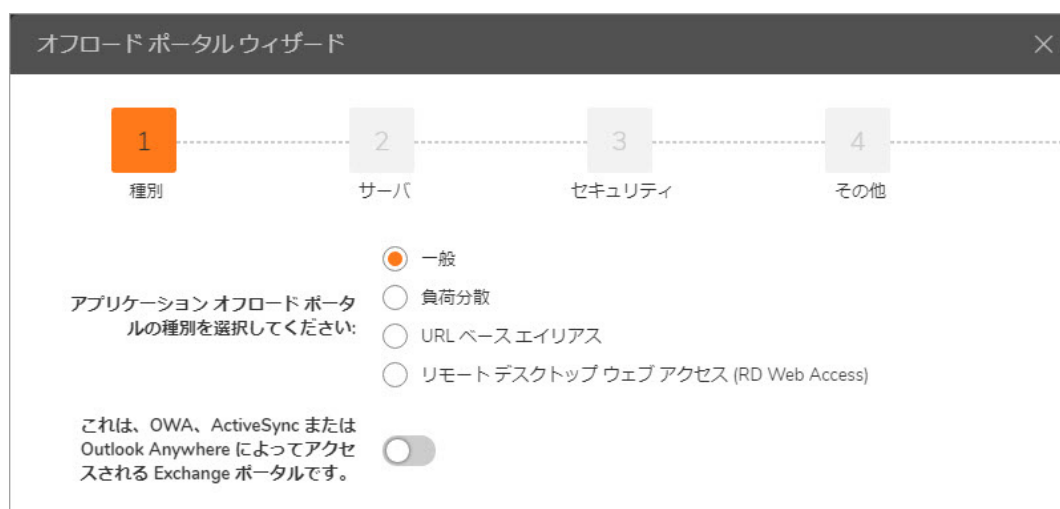 オフロード ポータル ウィザード
1
2
3
4
種別
サーバ
セキュリティ
その他
アプリケーション オフロード ポータ
ルの種別を選択してください:
一般
負荷分散
URL ベース エイリアス
リモート デスクトップ ウェブ アクセス (RD Web Access)
これは、OWA、ActiveSync または
Outlook Anywhere によってアクセ
スされる Exchange ポータルです。